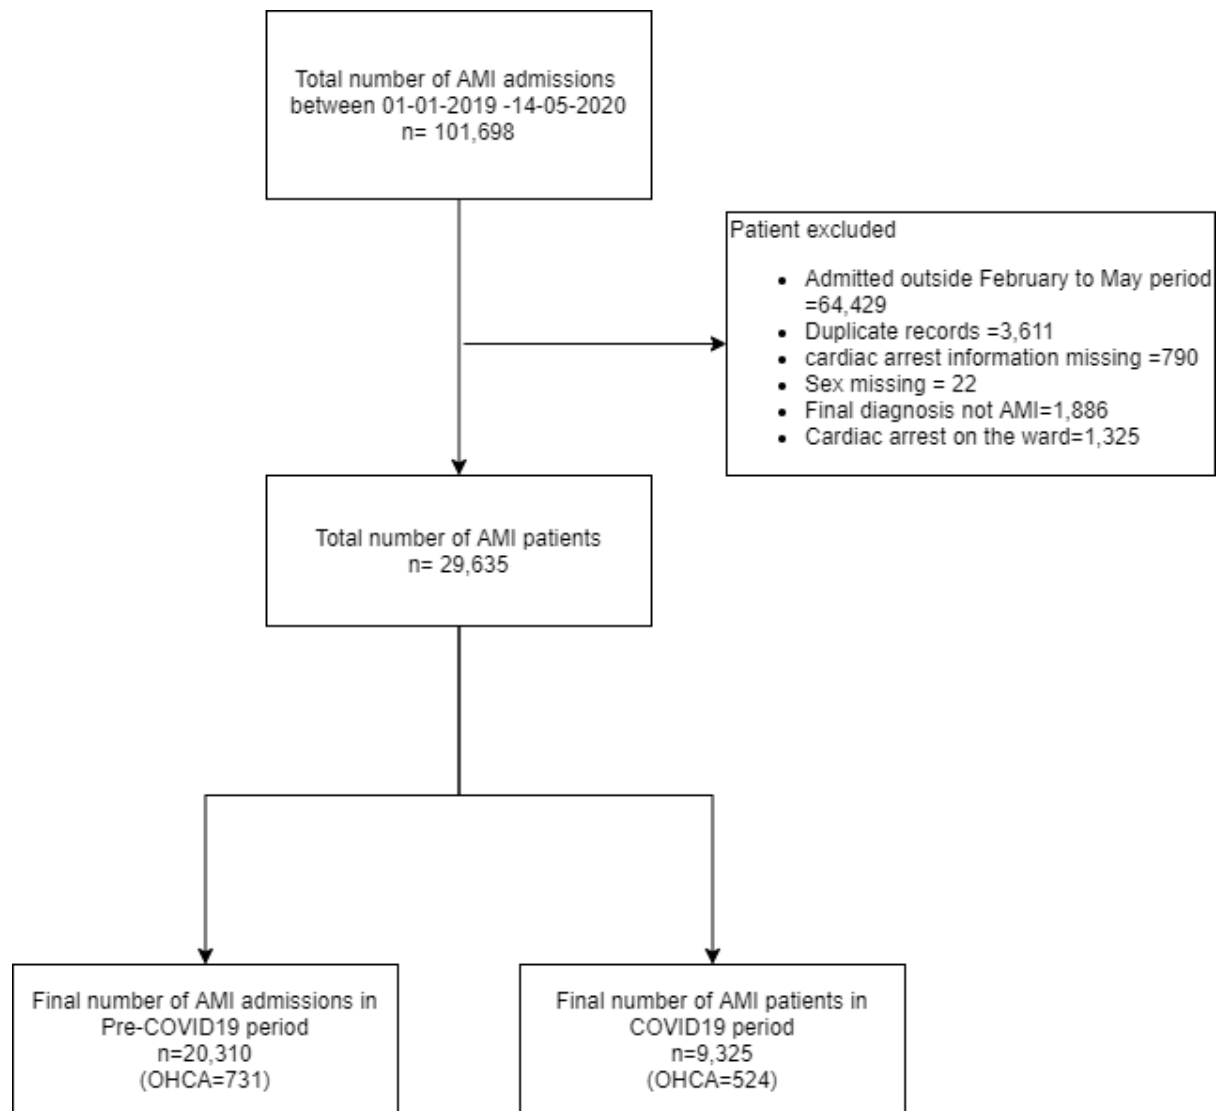 Total number of AMI admissions
between 01-01-2019 -14-05-2020
n= 101,698
Patient excluded
• Admitted outside February to May period
=64,429
• Duplicate records =3,611
• cardiac arrest information missing =790
• Sex missing = 22
• Final diagnosis not AMI=1,886
• Cardiac arrest on the ward=1,325
Total number of AMI patients
n= 29,635
Final number of AMI admissions in
Pre-COVID19 period
n=20,310
(OHCA=731)
Final number of AMI patients in
COVID19 period
n=9,325
(OHCA=524)